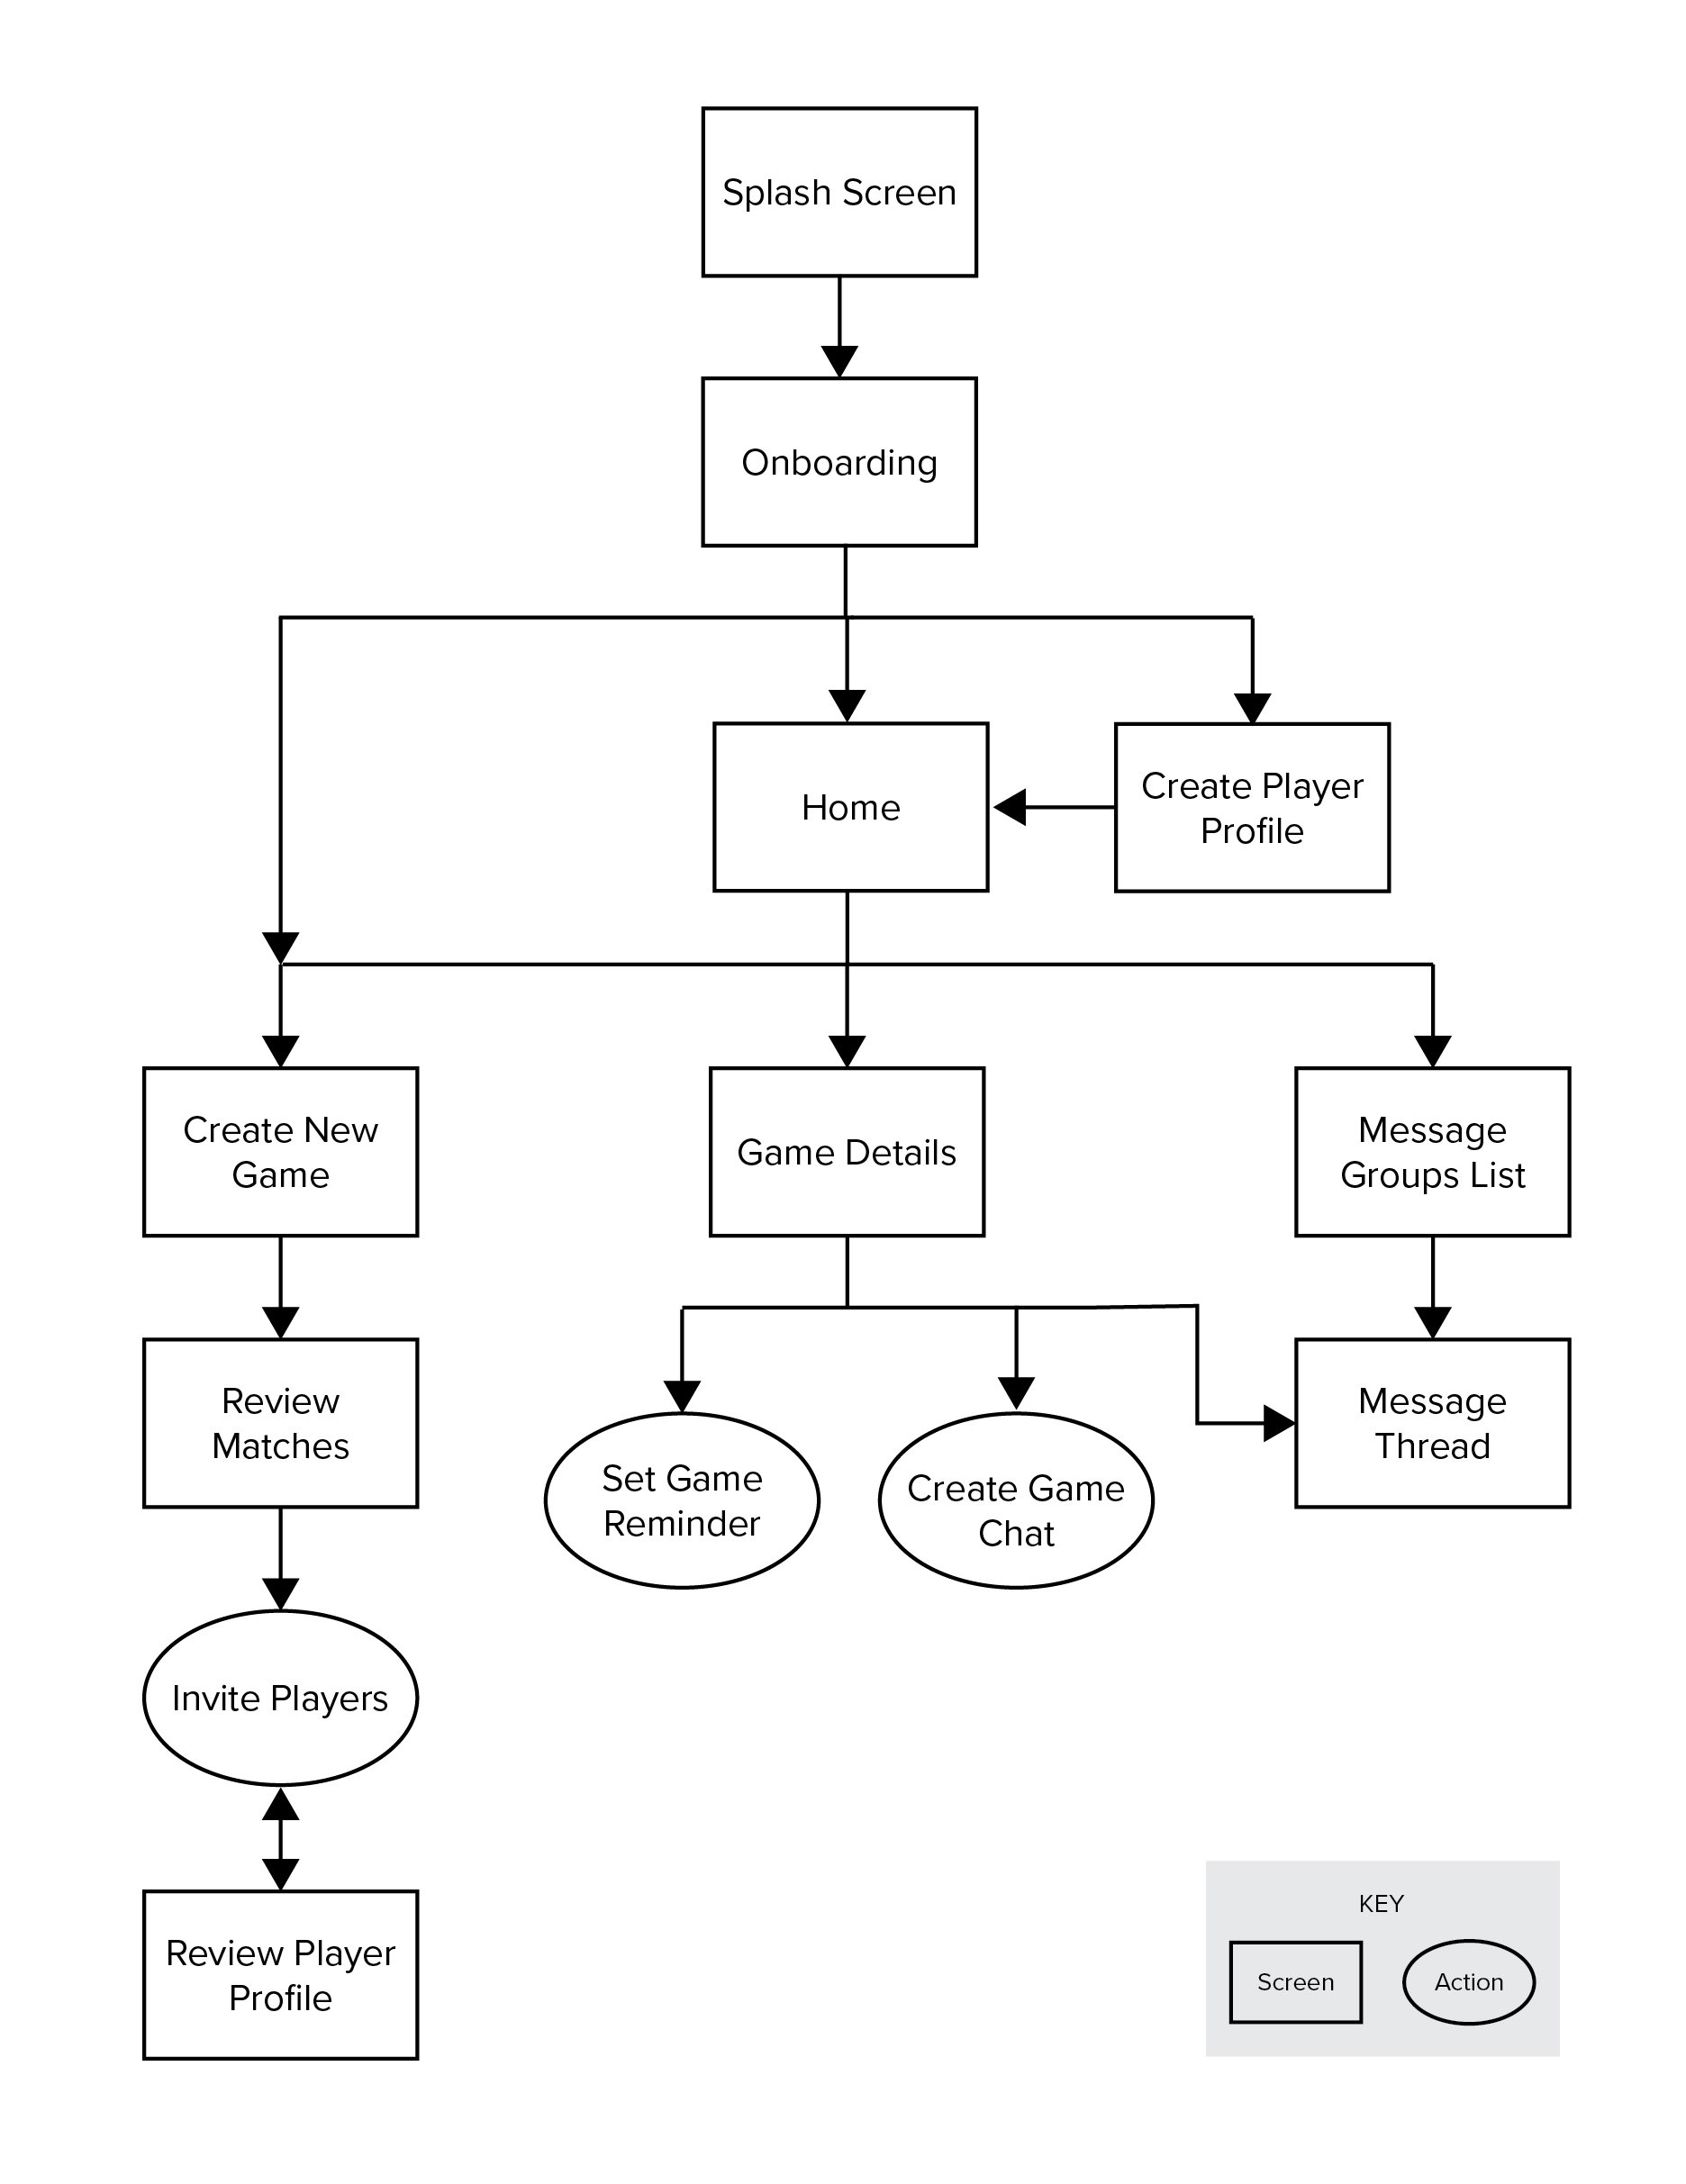 Splash Screen
Onboarding
Home
Create Player
Profile
Create New
Game
Game Details
Message
Groups List
Review
Matches
Set Game
Reminder
Create Game
Chat
Message
Thread
Invite Players
Review Player
Profile
KEY
Screen
Action